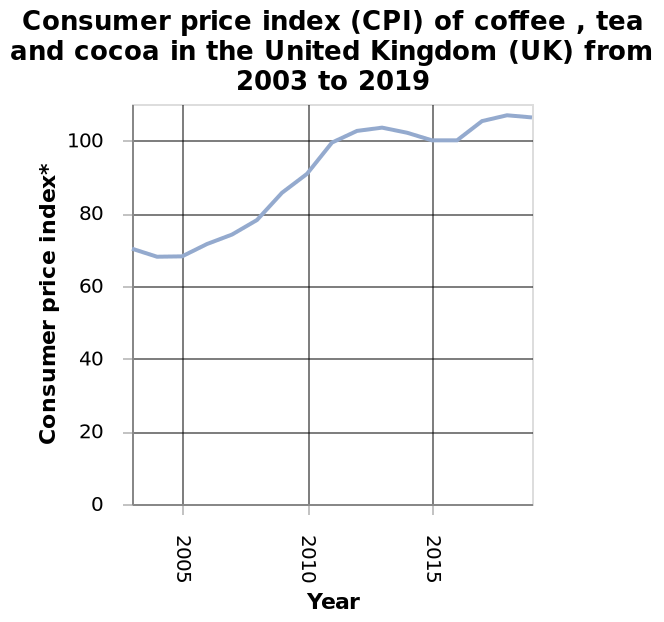 Consumer price index (CPI) of coffee , tea
and cocoa in the United Kingdom (UK) from
2003 to 2019
Consumer price index*
100
80
60
40
20
0
2005
2010
2015
Year